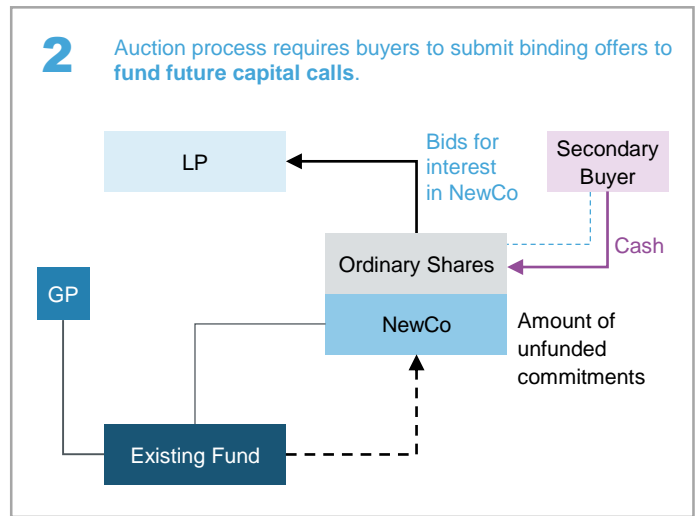 2
Auction process requires buyers to submit binding offers to
fund future capital calls.
LP
Bids for
interest
in NewCo
Secondary
Buyer
Ordinary Shares
Cash
GP
NewCo
Amount of
unfunded
commitments
Existing Fund